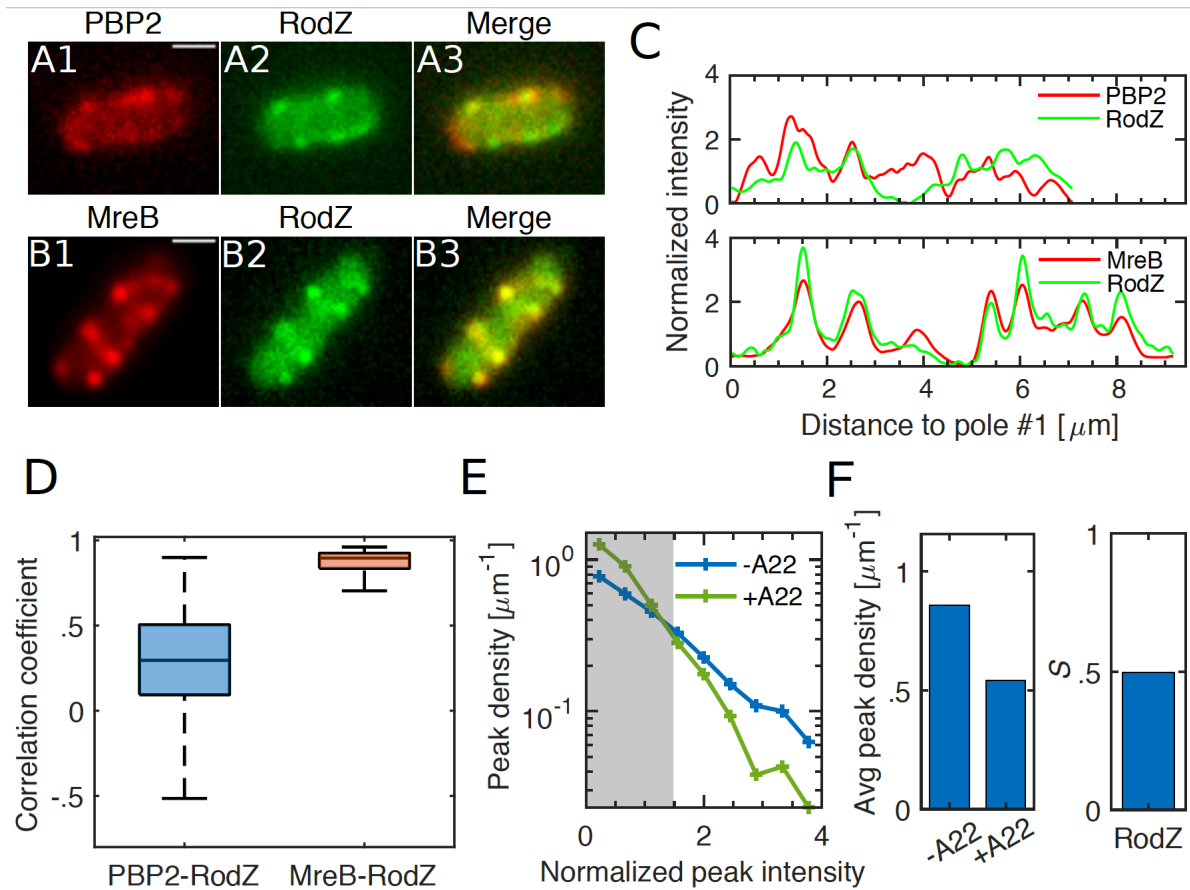 PBP2 RodZ Merge
A1 A2 A3
MreB RodZ Merge
B1 B2 B3
C
Normalized intensity
4
2
0
PBP2
RodZ
4
2
0
MreB
RodZ
0 2 4 6 8
Distance to pole #1 [μm]
D
Correlation coefficient
1
.5
0
-.5
PBP2-RodZ MreB-RodZ
E
Peak density [μm⁻¹]
10⁰
10⁻¹
-A22
+A22
0 2 4
Normalized peak intensity
F
Avg peak density [μm⁻¹]
1
.5
0
-A22 +A22
S
1
.5
0
RodZ